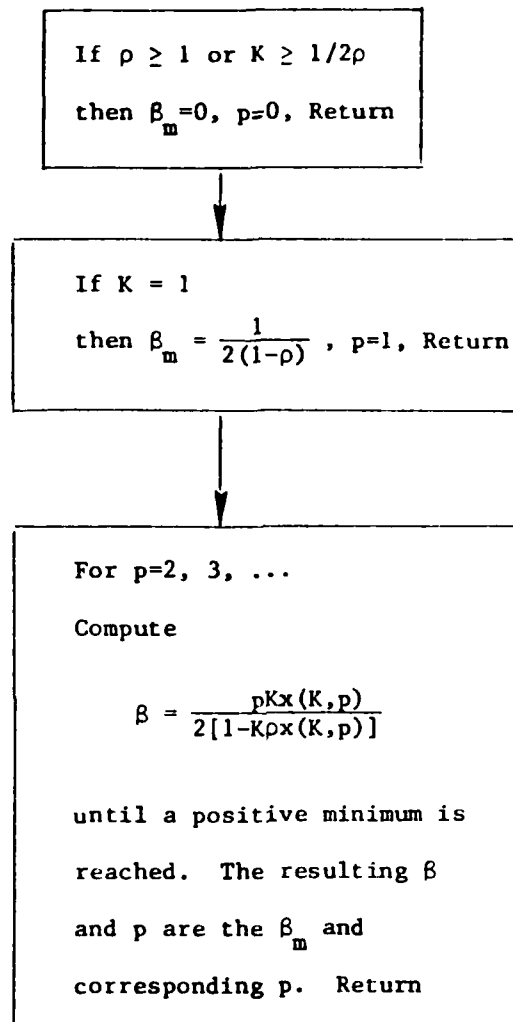 If ρ ≥ 1 or K ≥ 1/2ρ
then β_m=0, p=0, Return
If K = 1
then β_m = 1/2(1-ρ) , p=1, Return
For p=2, 3, ...
Compute
β = pKx(K,p)/2[1-Kρx(K,p)]
until a positive minimum is
reached. The resulting β
and p are the β_m and
corresponding p. Return